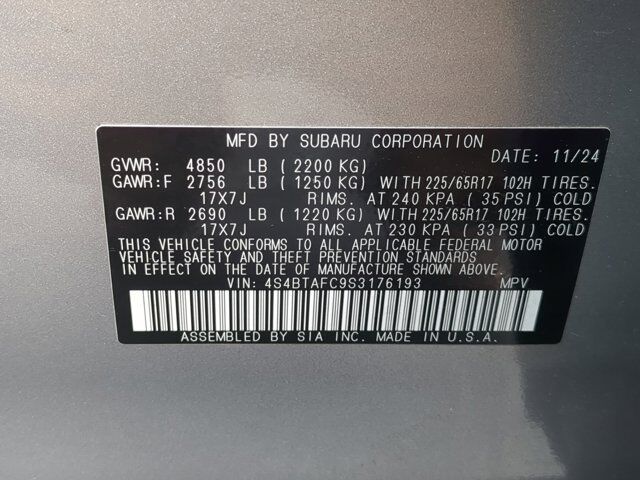 MFD BY SUBARU CORPORATION
DATE: 11/24
GVWR: 4850 LB (2200 KG)
GAWR:F 2756 LB (1250 KG) WITH 225/65R17 102H TIRES.
17X7J RIMS. AT 240 KPA (35 PSI) COLD
GAWR:R 2690 LB (1220 KG) WITH 225/65R17 102H TIRES.
17X7J RIMS. AT 230 KPA (33 PSI) COLD
THIS VEHICLE CONFORMS TO ALL APPLICABLE FEDERAL MOTOR
VEHICLE SAFETY AND THEFT PREVENTION STANDARDS IN EFFECT
ON THE DATE OF MANUFACTURE SHOWN ABOVE.
VIN: 4S4BTAFC9S3176193 MPV
ASSEMBLED BY SIA INC. MADE IN U.S.A.